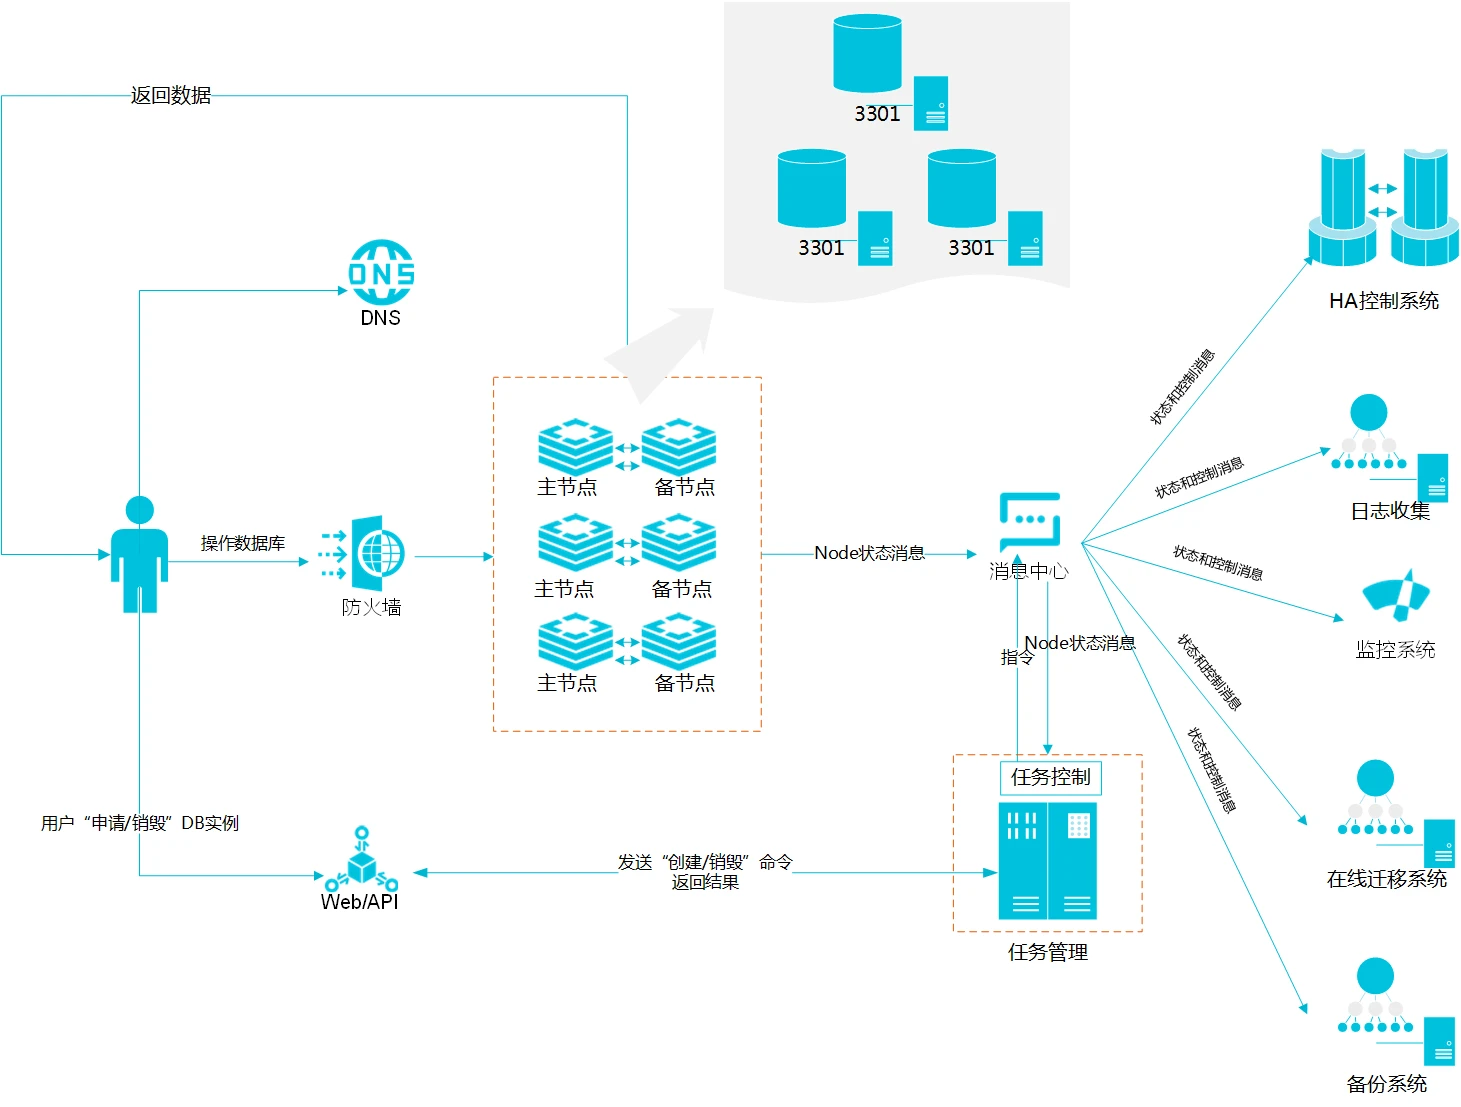 返回数据
3301
3301
3301
DNS
DNS
HA控制系统
状态和控制消息
状态和控制消息
日志收集
主节点
备节点
操作数据库
防火墙
主节点
备节点
Node状态消息
消息中心
状态和控制消息
监控系统
指令
Node状态消息
状态和控制消息
主节点
备节点
状态和控制消息
任务控制
用户“申请/销毁”DB实例
Web/API
发送“创建/销毁”命令
返回结果
任务管理
在线迁移系统
备份系统